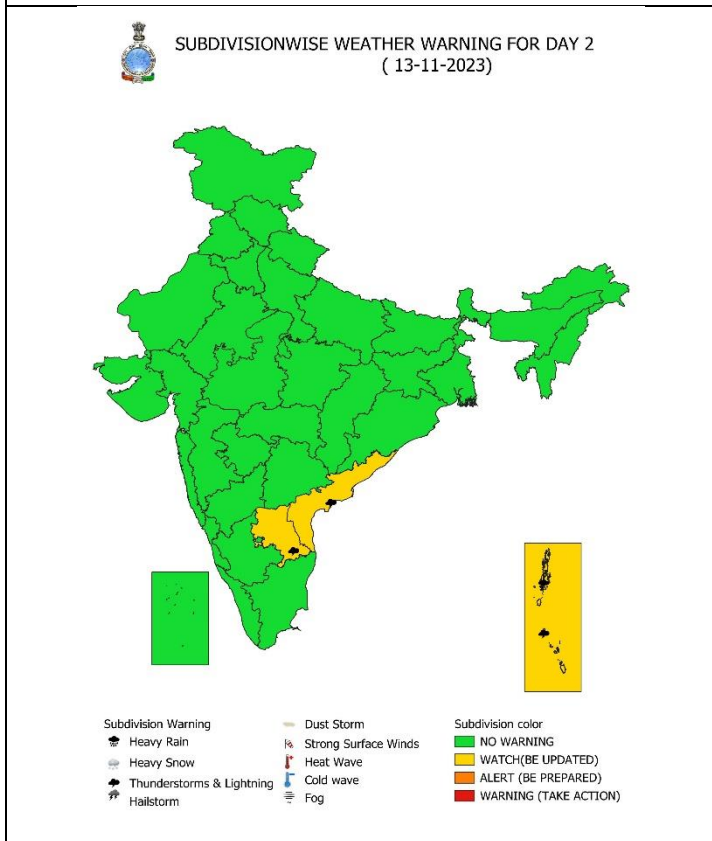 SUBDIVISIONWISE WEATHER WARNING FOR DAY 2
( 13-11-2023)
Subdivision Warning
Heavy Rain
Heavy Snow
Thunderstorms & Lightning
Hailstorm
Dust Storm
Strong Surface Winds
Heat Wave
Cold wave
Fog
Subdivision color
NO WARNING
WATCH(BE UPDATED)
ALERT (BE PREPARED)
WARNING (TAKE ACTION)